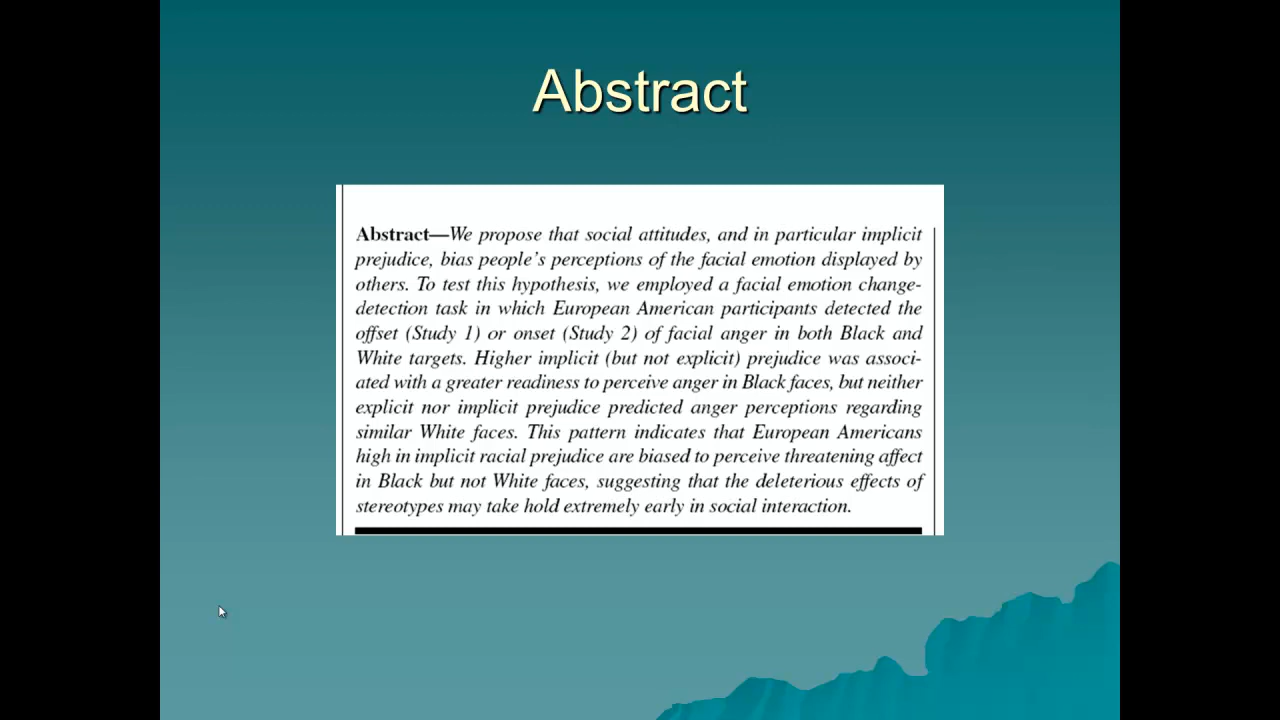 Abstract
Abstract—We propose that social attitudes, and in particular implicit
prejudice, bias people's perceptions of the facial emotion displayed by
others. To test this hypothesis, we employed a facial emotion change-
detection task in which European American participants detected the
offset (Study 1) or onset (Study 2) of facial anger in both Black and
White targets. Higher implicit (but not explicit) prejudice was associ-
ated with a greater readiness to perceive anger in Black faces, but neither
explicit nor implicit prejudice predicted anger perceptions regarding
similar White faces. This pattern indicates that European Americans
high in implicit racial prejudice are biased to perceive threatening affect
in Black but not White faces, suggesting that the deleterious effects of
stereotypes may take hold extremely early in social interaction.